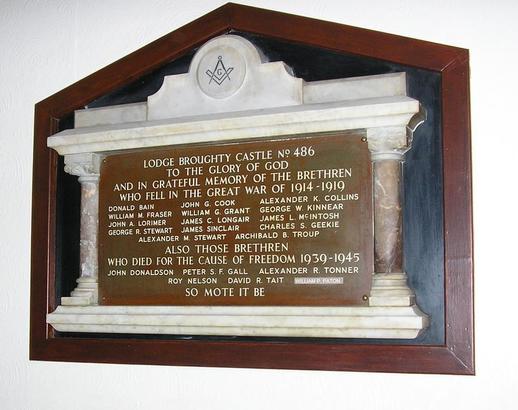 G
LODGE BROUGHTY CASTLE Nº 486
TO THE GLORY OF GOD
AND IN GRATEFUL MEMORY OF THE BRETHREN
WHO FELL IN THE GREAT WAR OF 1914-1919
DONALD BAIN JOHN G. COOK ALEXANDER K. COLLINS
WILLIAM M. FRASER WILLIAM G. GRANT GEORGE W. KINNEAR
JOHN A. LORIMER JAMES C. LONGAIR JAMES L. McINTOSH
GEORGE R. STEWART JAMES SINCLAIR CHARLES S. GEEKIE
ALEXANDER M. STEWART ARCHIBALD B. TROUP
ALSO THOSE BRETHREN
WHO DIED FOR THE CAUSE OF FREEDOM 1939-1945
JOHN DONALDSON PETER S. F. GALL ALEXANDER R. TONNER
ROY NELSON DAVID R. TAIT WILLIAM P. PATON
SO MOTE IT BE